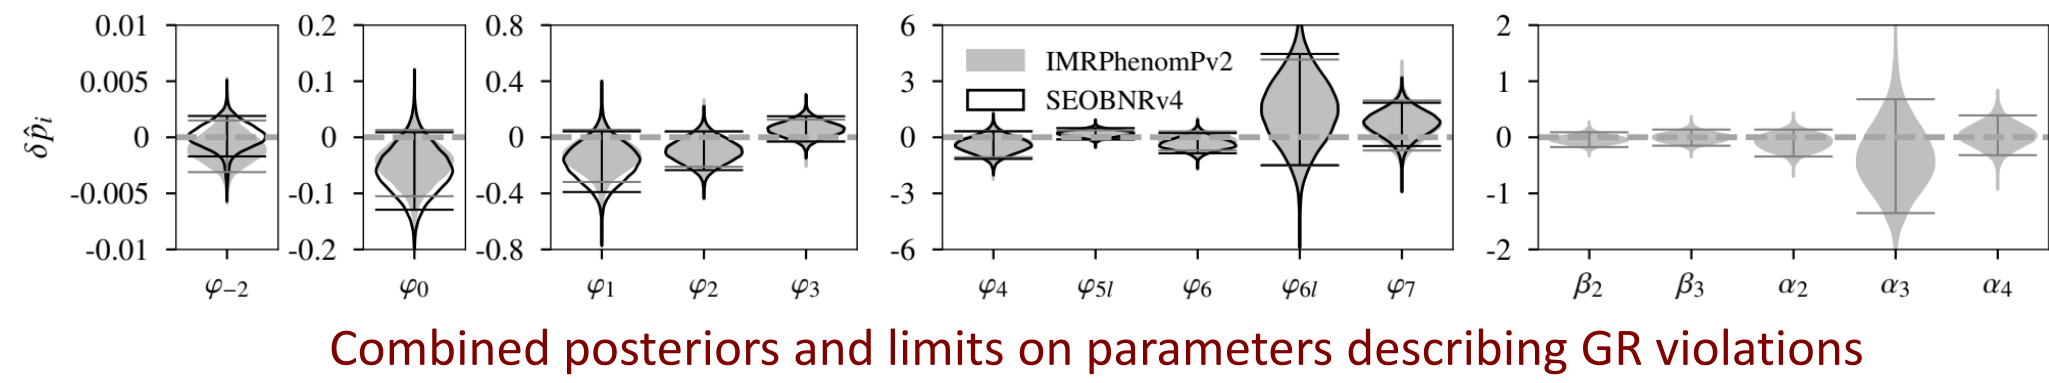 0.01 0.2 0.8 6 2
IMRPhenomPv2
0.005 0.1 0.4 3 1
SEOBNRv4
δp̂ᵢ 0 0 0 0 0
-0.005 -0.1 -0.4 -3 -1
-0.01 -0.2 -0.8 -6 -2
φ₋₂ φ₀ φ₁ φ₂ φ₃ φ₄ φ₅ₗ φ₆ φ₆ₗ φ₇ β₂ β₃ α₂ α₃ α₄
Combined posteriors and limits on parameters describing GR violations